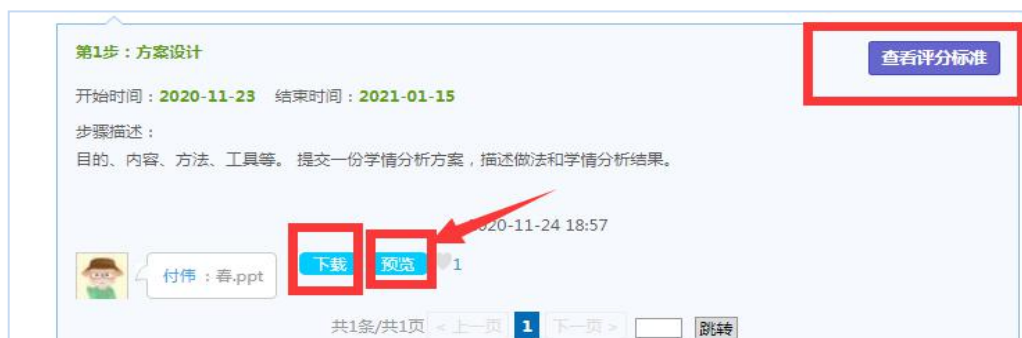 第1步：方案设计
查看评分标准
开始时间：2020-11-23 结束时间：2021-01-15
步骤描述：
目的、内容、方法、工具等。 提交一份学情分析方案，描述做法和学情分析结果。
020-11-24 18:57
付伟：春.ppt 下载 预览 1
共1条/共1页 < 上一页 1 下一页 > 跳转